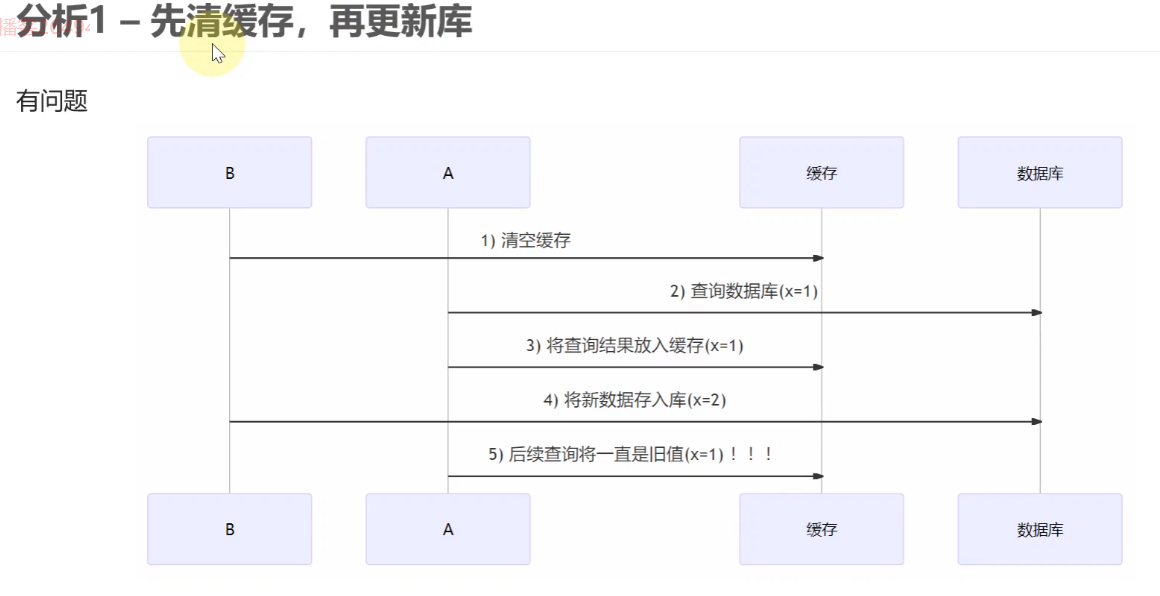 分析1 – 先清缓存，再更新库
有问题
B A 缓存 数据库
1) 清空缓存
2) 查询数据库(x=1)
3) 将查询结果放入缓存(x=1)
4) 将新数据存入库(x=2)
5) 后续查询将一直是旧值(x=1)！！！
B A 缓存 数据库